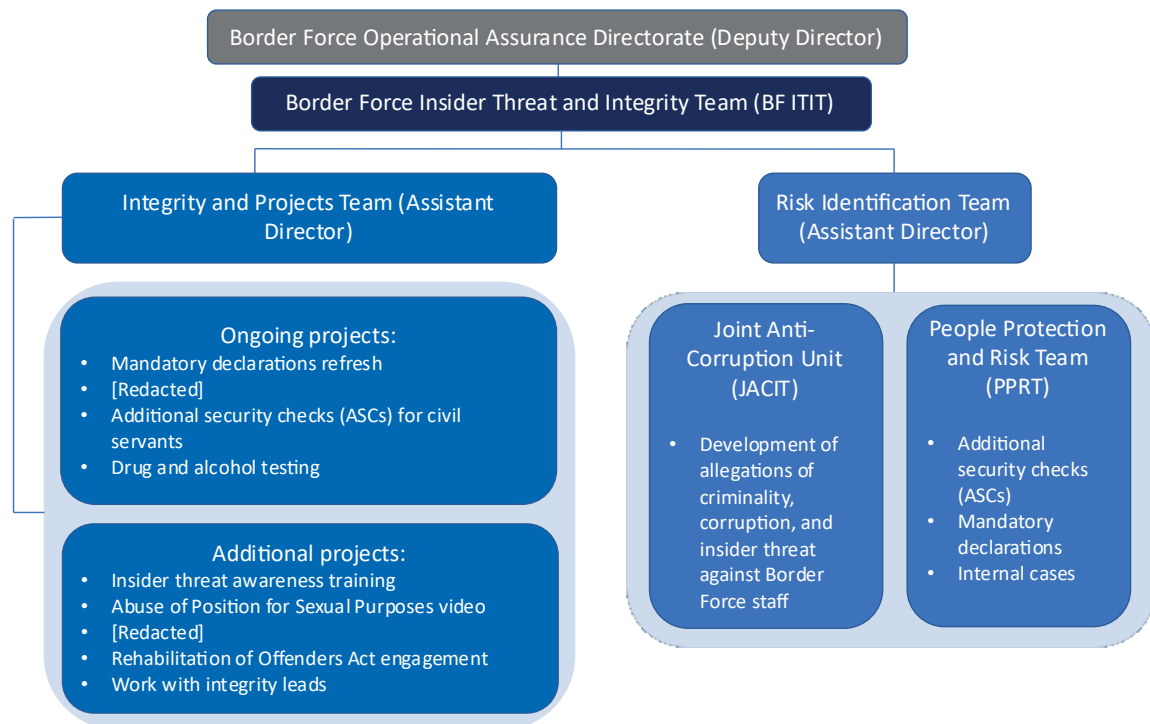 Border Force Operational Assurance Directorate (Deputy Director)
Border Force Insider Threat and Integrity Team (BF ITIT)
Integrity and Projects Team (Assistant
Director)
Ongoing projects:
• Mandatory declarations refresh
• [Redacted]
• Additional security checks (ASCs) for civil
servants
• Drug and alcohol testing
Additional projects:
• Insider threat awareness training
• Abuse of Position for Sexual Purposes video
• [Redacted]
• Rehabilitation of Offenders Act engagement
• Work with integrity leads
Risk Identification Team
(Assistant Director)
Joint Anti-
Corruption Unit
(JACIT)
• Development of
allegations of
criminality,
corruption, and
insider threat
against Border
Force staff
People Protection
and Risk Team
(PPRT)
• Additional
security checks
(ASCs)
• Mandatory
declarations
• Internal cases